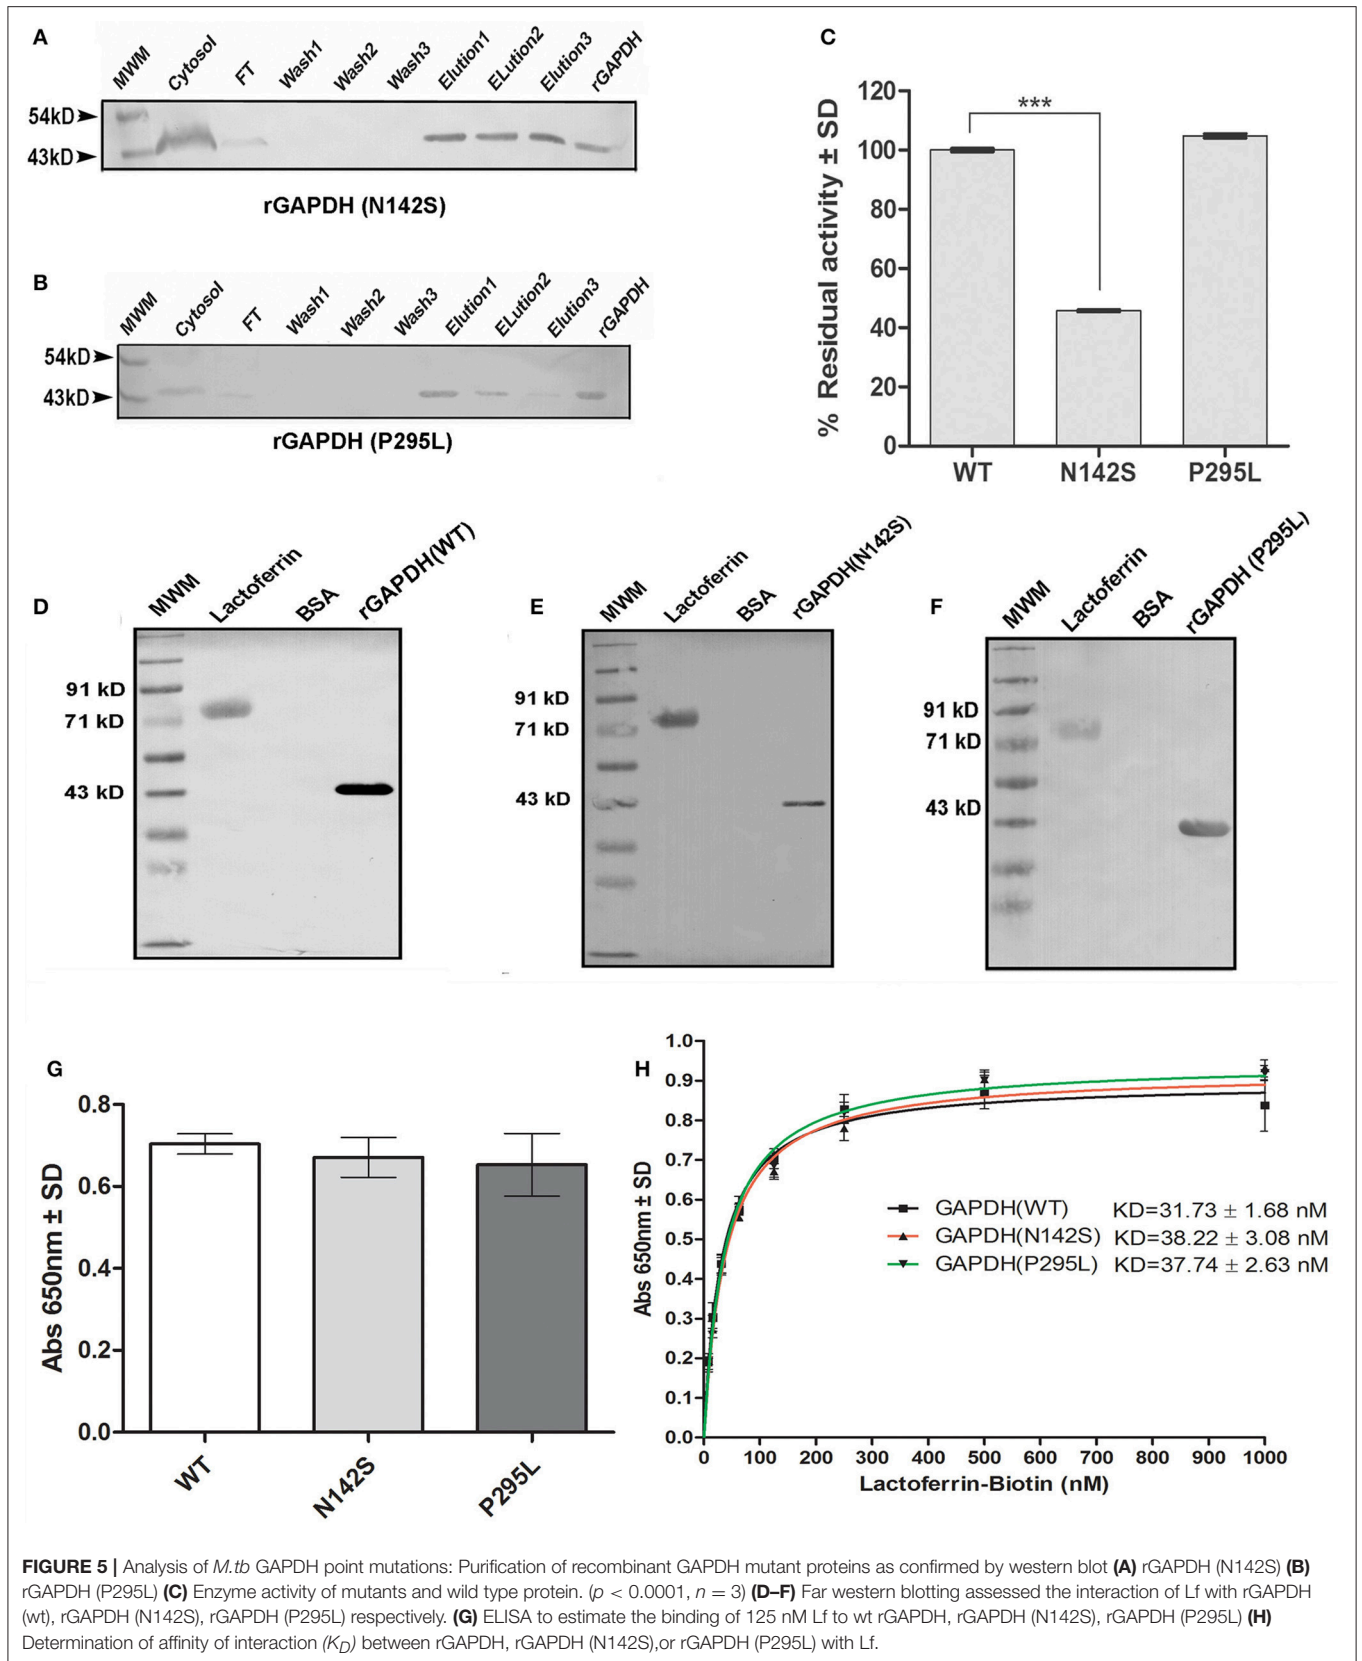 A
MWM Cytosol FT Wash1 Wash2 Wash3 Elution1 ELution2 Elution3 rGAPDH
54kD
43kD
rGAPDH (N142S)
B
MWM Cytosol FT Wash1 Wash2 Wash3 Elution1 ELution2 Elution3 rGAPDH
54kD
43kD
rGAPDH (P295L)
C
% Residual activity ± SD
120
100
80
60
40
20
0
***
WT N142S P295L
D
MWM Lactoferrin BSA rGAPDH(WT)
91 kD
71 kD
43 kD
E
MWM Lactoferrin BSA rGAPDH(N142S)
91 kD
71 kD
43 kD
F
MWM Lactoferrin BSA rGAPDH (P295L)
91 kD
71 kD
43 kD
G
Abs 650nm ± SD
0.8
0.6
0.4
0.2
0.0
WT N142S P295L
H
Abs 650nm ± SD
1.0
0.9
0.8
0.7
0.6
0.5
0.4
0.3
0.2
0.1
0.0
GAPDH(WT) KD=31.73 ± 1.68 nM
GAPDH(N142S) KD=38.22 ± 3.08 nM
GAPDH(P295L) KD=37.74 ± 2.63 nM
0 100 200 300 400 500 600 700 800 900 1000
Lactoferrin-Biotin (nM)
FIGURE 5 | Analysis of M.tb GAPDH point mutations: Purification of recombinant GAPDH mutant proteins as confirmed by western blot (A) rGAPDH (N142S) (B)
rGAPDH (P295L) (C) Enzyme activity of mutants and wild type protein. (p < 0.0001, n = 3) (D–F) Far western blotting assessed the interaction of Lf with rGAPDH
(wt), rGAPDH (N142S), rGAPDH (P295L) respectively. (G) ELISA to estimate the binding of 125 nM Lf to wt rGAPDH, rGAPDH (N142S), rGAPDH (P295L) (H)
Determination of affinity of interaction (KD) between rGAPDH, rGAPDH (N142S),or rGAPDH (P295L) with Lf.